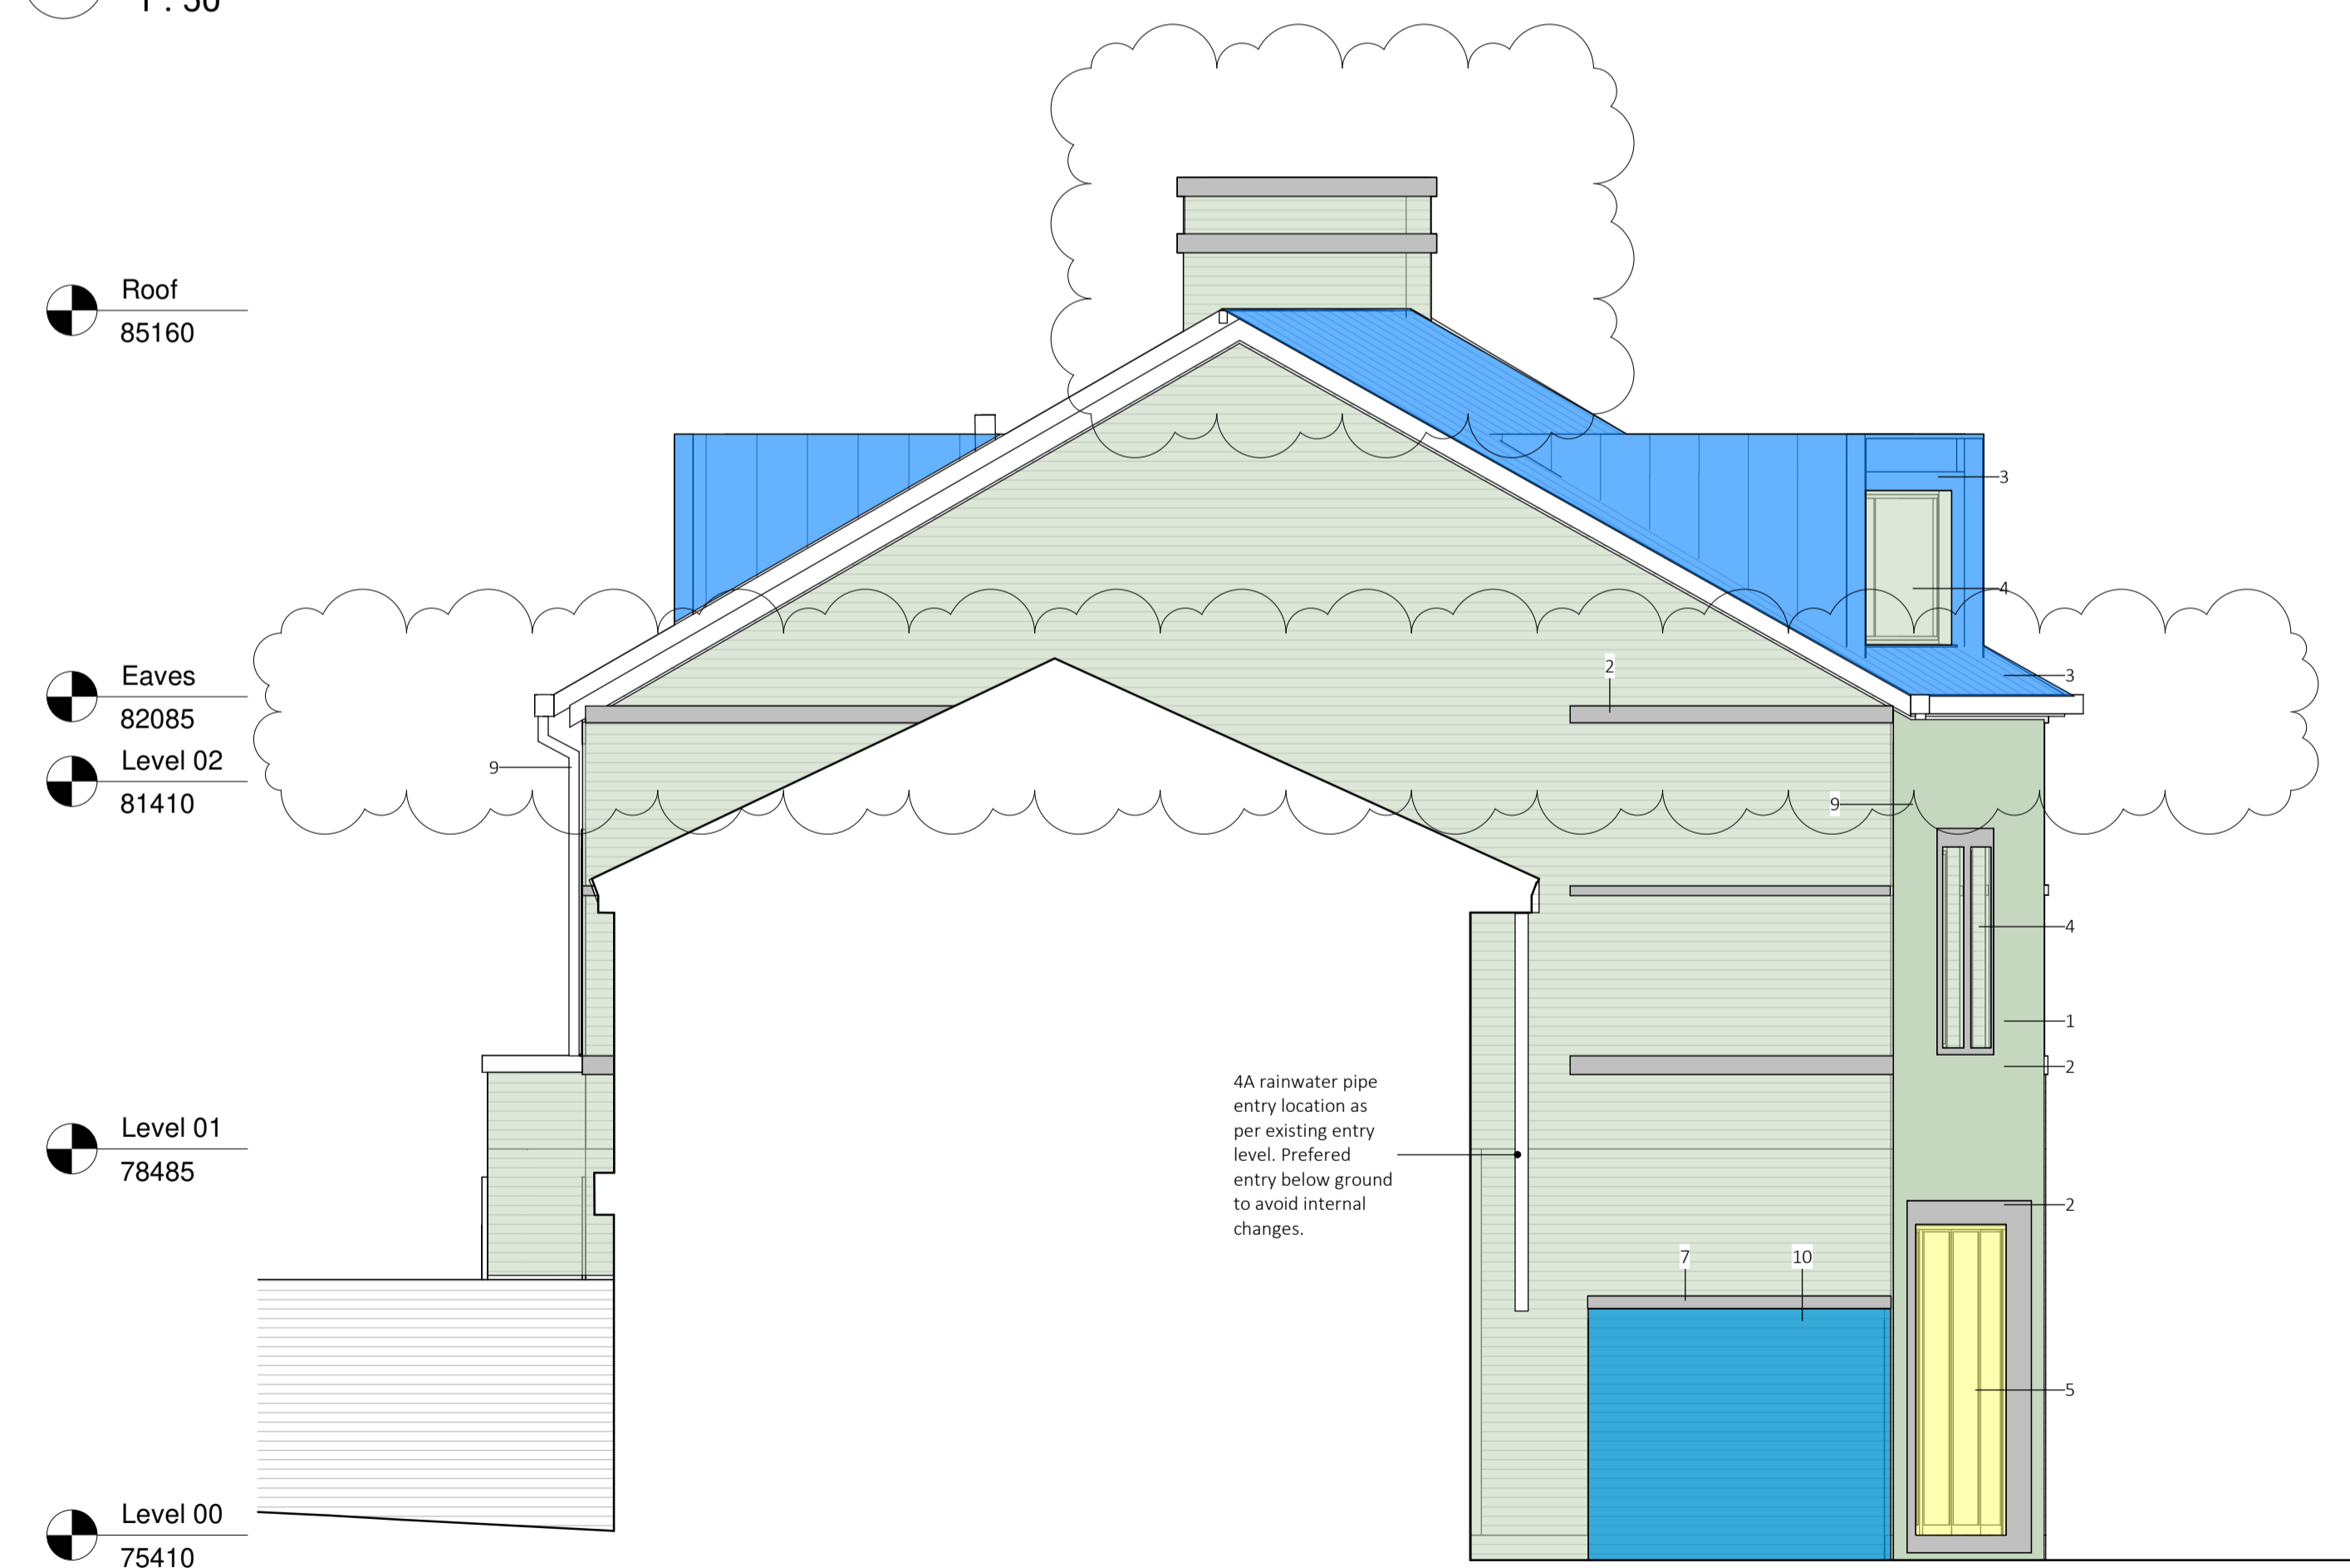 1 : 50
Roof
85160
3
4
Eaves
82085
2
3
Level 02
81410
9
9
4
1
2
4A rainwater pipe
entry location as
per existing entry
level. Prefered
entry below ground
to avoid internal
changes.
Level 01
78485
2
7
10
5
Level 00
75410